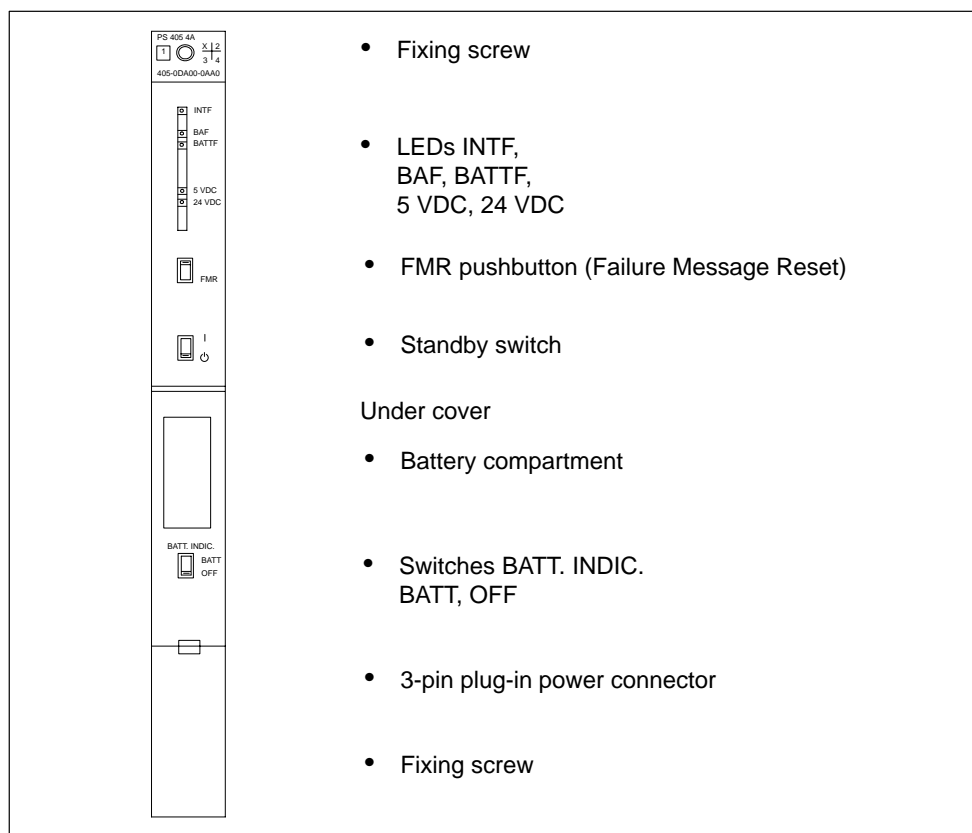 PS 405 4A
1
X 2
3 4
405-0DA00-0AA0
INTF
BAF
BATTF
5 VDC
24 VDC
FMR
I
BATT. INDIC.
BATT
OFF
• Fixing screw
• LEDs INTF,
BAF, BATTF,
5 VDC, 24 VDC
• FMR pushbutton (Failure Message Reset)
• Standby switch
Under cover
• Battery compartment
• Switches BATT. INDIC.
BATT, OFF
• 3-pin plug-in power connector
• Fixing screw